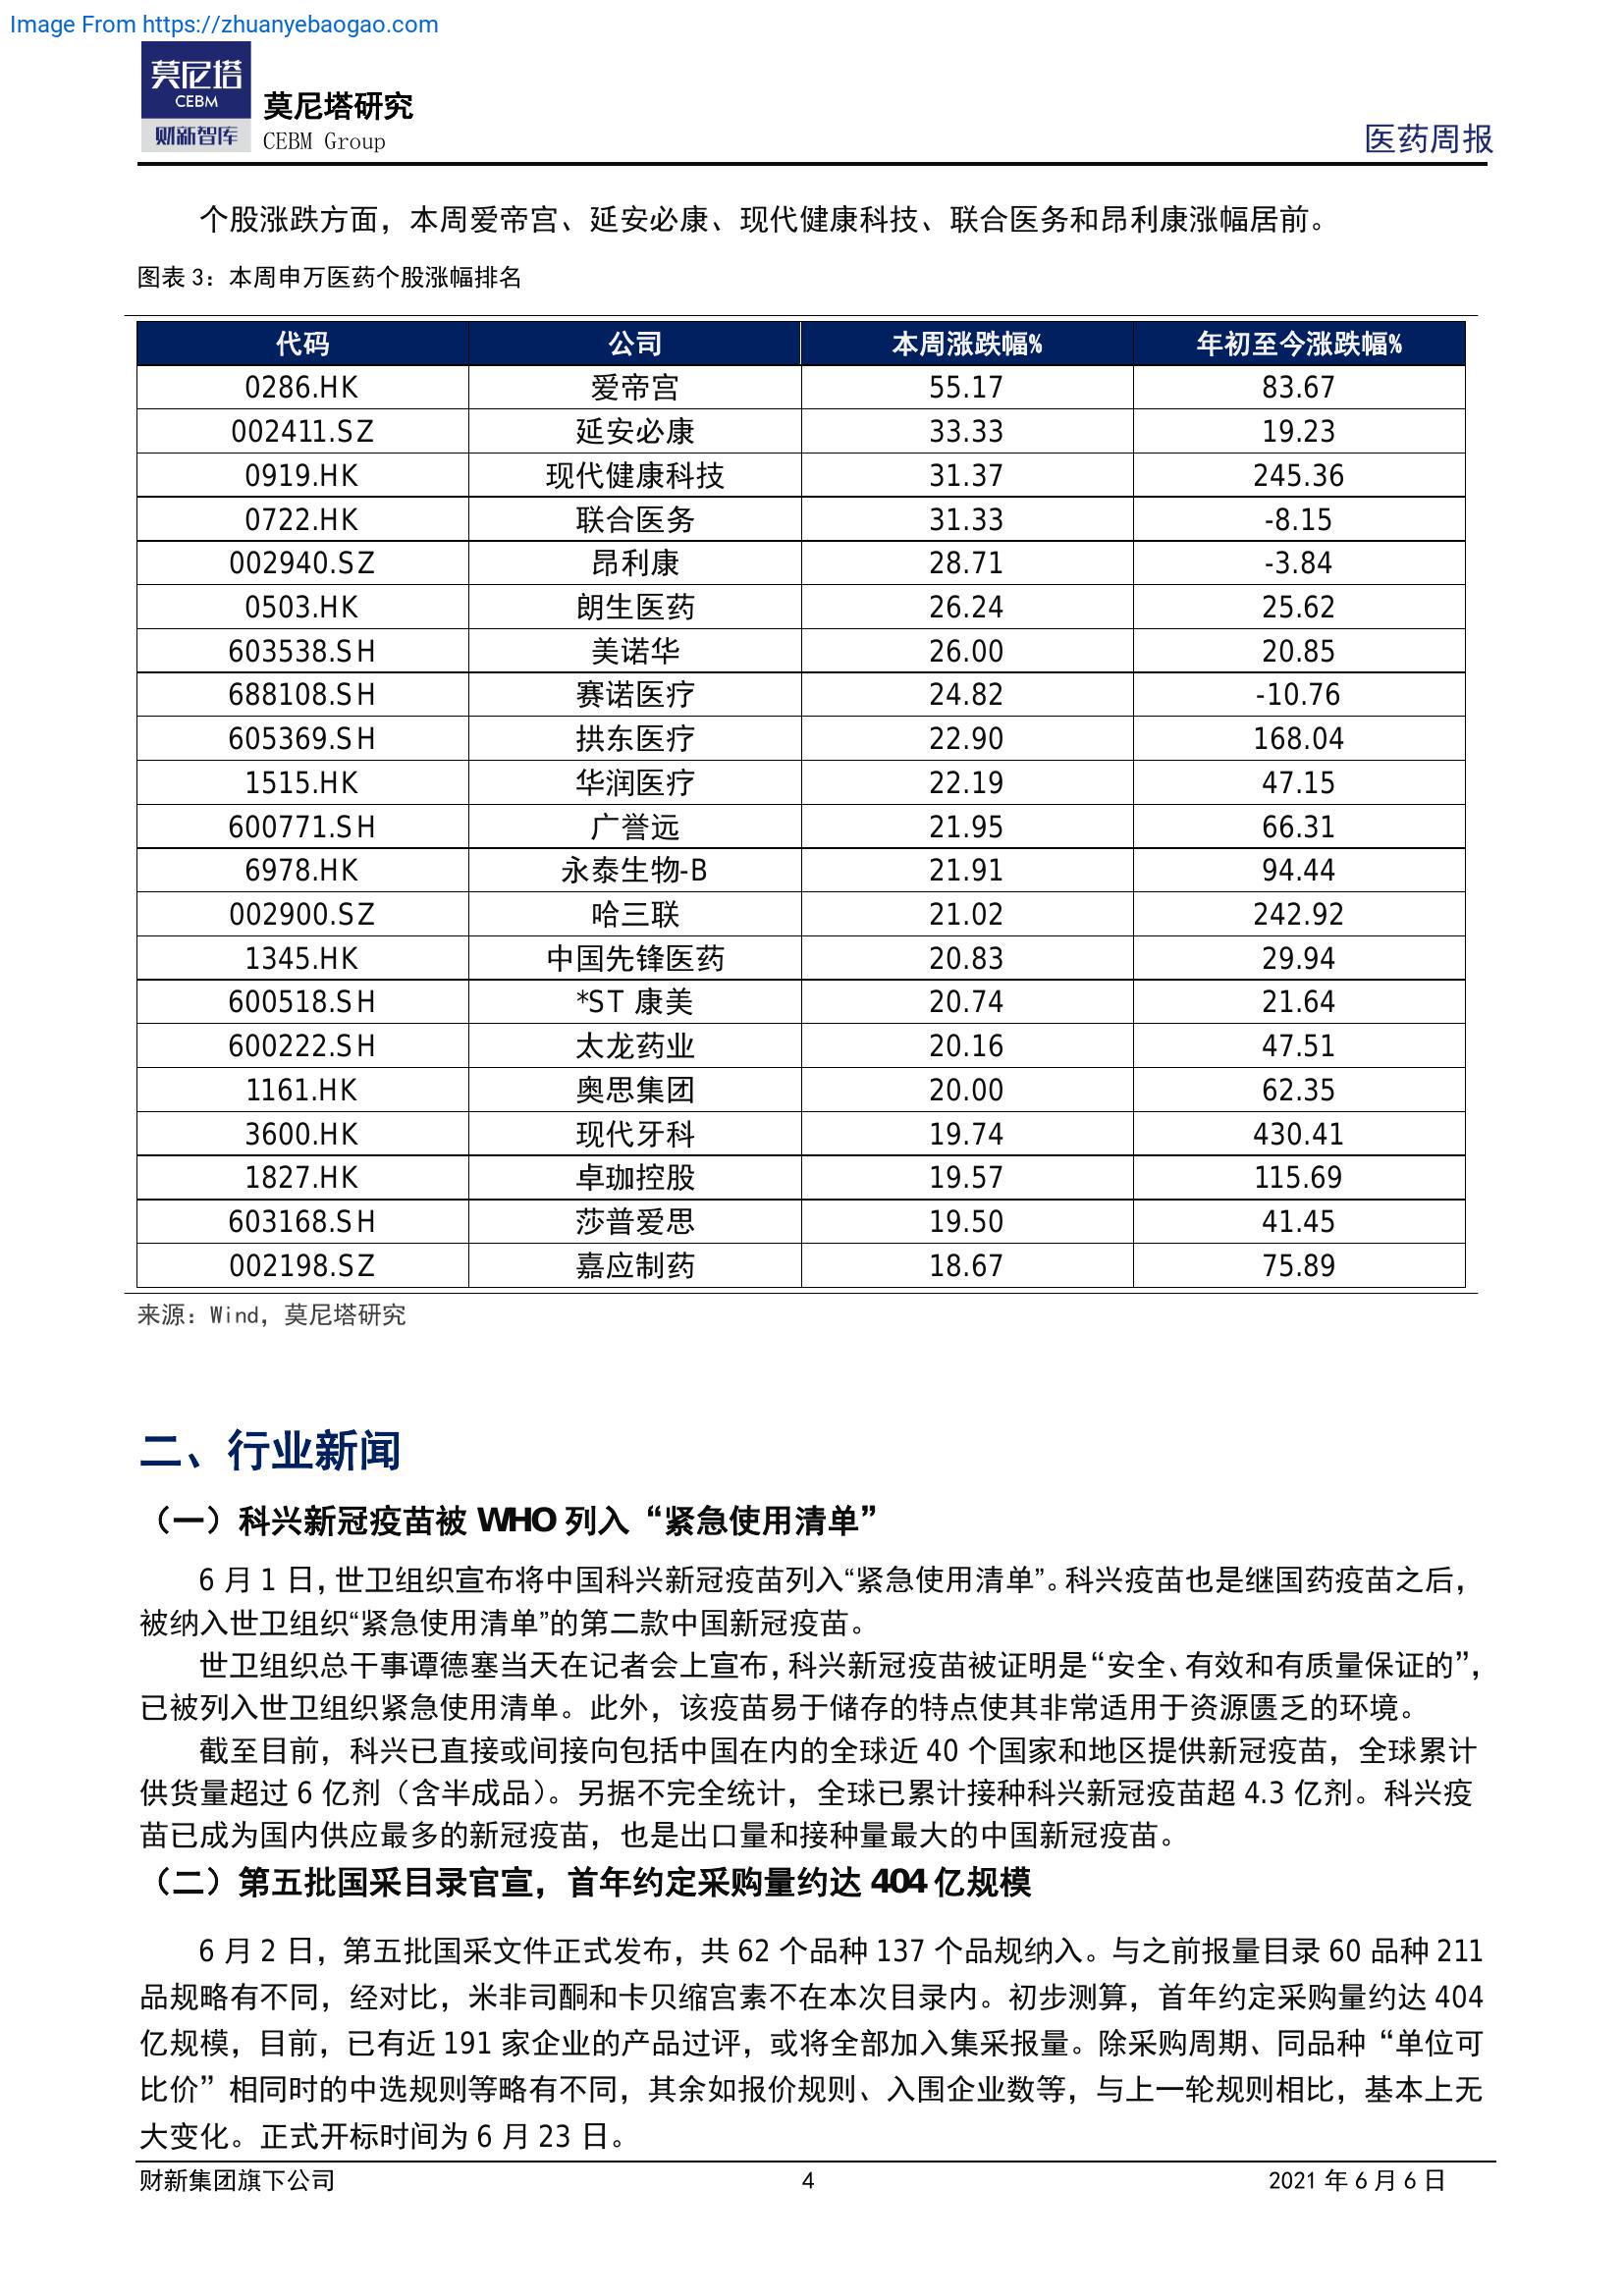 Image From https://zhuanyebaogao.com
莫尼塔
CEBM
财新智库
莫尼塔研究
CEBM Group
医药周报
个股涨跌方面，本周爱帝宫、延安必康、现代健康科技、联合医务和昂利康涨幅居前。
图表 3：本周申万医药个股涨幅排名
代码 公司 本周涨跌幅% 年初至今涨跌幅%
0286.HK 爱帝宫 55.17 83.67
002411.SZ 延安必康 33.33 19.23
0919.HK 现代健康科技 31.37 245.36
0722.HK 联合医务 31.33 -8.15
002940.SZ 昂利康 28.71 -3.84
0503.HK 朗生医药 26.24 25.62
603538.SH 美诺华 26.00 20.85
688108.SH 赛诺医疗 24.82 -10.76
605369.SH 拱东医疗 22.90 168.04
1515.HK 华润医疗 22.19 47.15
600771.SH 广誉远 21.95 66.31
6978.HK 永泰生物-B 21.91 94.44
002900.SZ 哈三联 21.02 242.92
1345.HK 中国先锋医药 20.83 29.94
600518.SH *ST 康美 20.74 21.64
600222.SH 太龙药业 20.16 47.51
1161.HK 奥思集团 20.00 62.35
3600.HK 现代牙科 19.74 430.41
1827.HK 卓珈控股 19.57 115.69
603168.SH 莎普爱思 19.50 41.45
002198.SZ 嘉应制药 18.67 75.89
来源：Wind，莫尼塔研究
二、行业新闻
（一）科兴新冠疫苗被 WHO 列入“紧急使用清单”
6 月 1 日，世卫组织宣布将中国科兴新冠疫苗列入“紧急使用清单”。科兴疫苗也是继国药疫苗之后，
被纳入世卫组织“紧急使用清单”的第二款中国新冠疫苗。
世卫组织总干事谭德塞当天在记者会上宣布，科兴新冠疫苗被证明是“安全、有效和有质量保证的”，
已被列入世卫组织紧急使用清单。此外，该疫苗易于储存的特点使其非常适用于资源匮乏的环境。
截至目前，科兴已直接或间接向包括中国在内的全球近 40 个国家和地区提供新冠疫苗，全球累计
供货量超过 6 亿剂（含半成品）。另据不完全统计，全球已累计接种科兴新冠疫苗超 4.3 亿剂。科兴疫
苗已成为国内供应最多的新冠疫苗，也是出口量和接种量最大的中国新冠疫苗。
（二）第五批国采目录官宣，首年约定采购量约达 404 亿规模
6 月 2 日，第五批国采文件正式发布，共 62 个品种 137 个品规纳入。与之前报量目录 60 品种 211
品规略有不同，经对比，米非司酮和卡贝缩宫素不在本次目录内。初步测算，首年约定采购量约达 404
亿规模，目前，已有近 191 家企业的产品过评，或将全部加入集采报量。除采购周期、同品种“单位可
比价”相同时的中选规则等略有不同，其余如报价规则、入围企业数等，与上一轮规则相比，基本上无
大变化。正式开标时间为 6 月 23 日。
财新集团旗下公司 4 2021 年 6 月 6 日